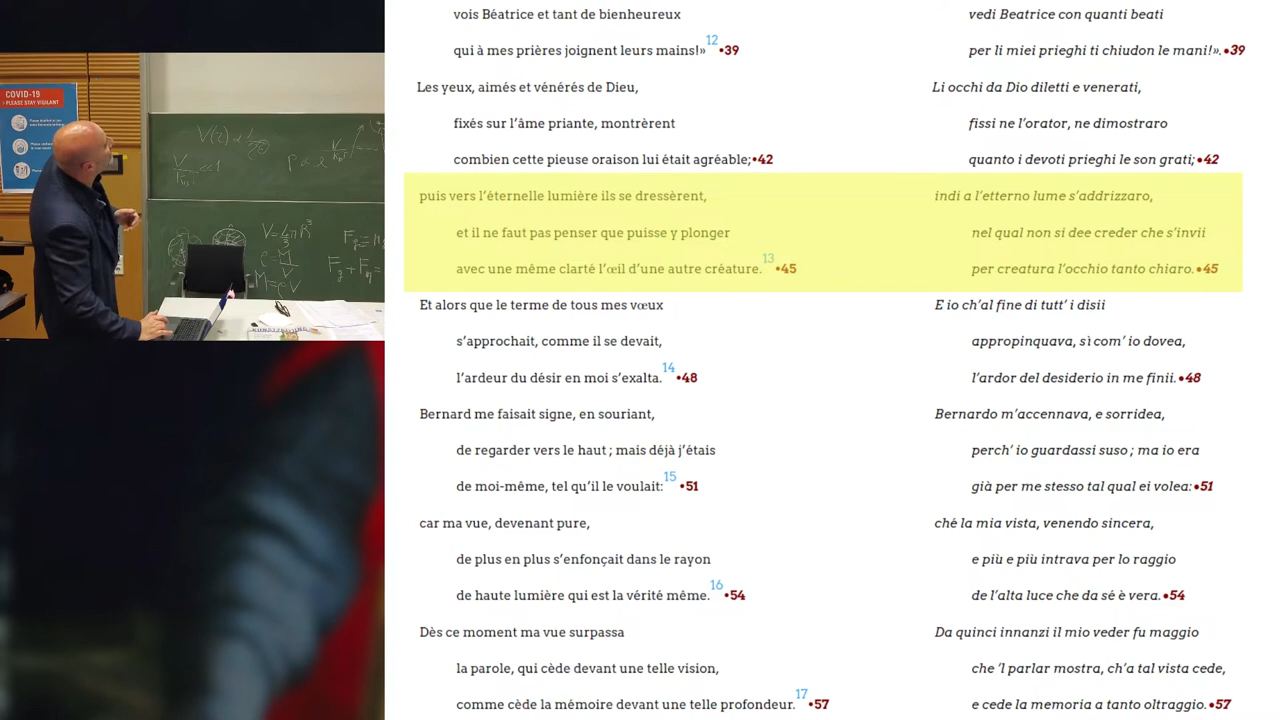 COVID-19
PLEASE STAY VIGILANT
vois Béatrice et tant de bienheureux
qui à mes prières joignent leurs mains!» 12 •39
Les yeux, aimés et vénérés de Dieu,
fixés sur l’âme priante, montrèrent
combien cette pieuse oraison lui était agréable; •42
puis vers l’éternelle lumière ils se dressèrent,
et il ne faut pas penser que puisse y plonger
avec une même clarté l’œil d’une autre créature. 13 •45
Et alors que le terme de tous mes vœux
s’approchait, comme il se devait,
l’ardeur du désir en moi s’exalta. 14 •48
Bernard me faisait signe, en souriant,
de regarder vers le haut ; mais déjà j’étais
de moi-même, tel qu’il le voulait: 15 •51
car ma vue, devenant pure,
de plus en plus s’enfonçait dans le rayon
de haute lumière qui est la vérité même. 16 •54
Dès ce moment ma vue surpassa
la parole, qui cède devant une telle vision,
comme cède la mémoire devant une telle profondeur. 17 •57
vedi Beatrice con quanti beati
per li miei prieghi ti chiudon le mani!». •39
Li occhi da Dio diletti e venerati,
fissi ne l’orator, ne dimostraro
quanto i devoti prieghi le son grati; •42
indi a l’etterno lume s’addrizzaro,
nel qual non si dee creder che s’invii
per creatura l’occhio tanto chiaro. •45
E io ch’al fine di tutt’ i disii
appropinquava, sì com’ io dovea,
l’ardor del desiderio in me finii. •48
Bernardo m’accennava, e sorridea,
perch’ io guardassi suso ; ma io era
già per me stesso tal qual ei volea: •51
ché la mia vista, venendo sincera,
e più e più intrava per lo raggio
de l’alta luce che da sé è vera. •54
Da quinci innanzi il mio veder fu maggio
che ’l parlar mostra, ch’a tal vista cede,
e cede la memoria a tanto oltraggio. •57